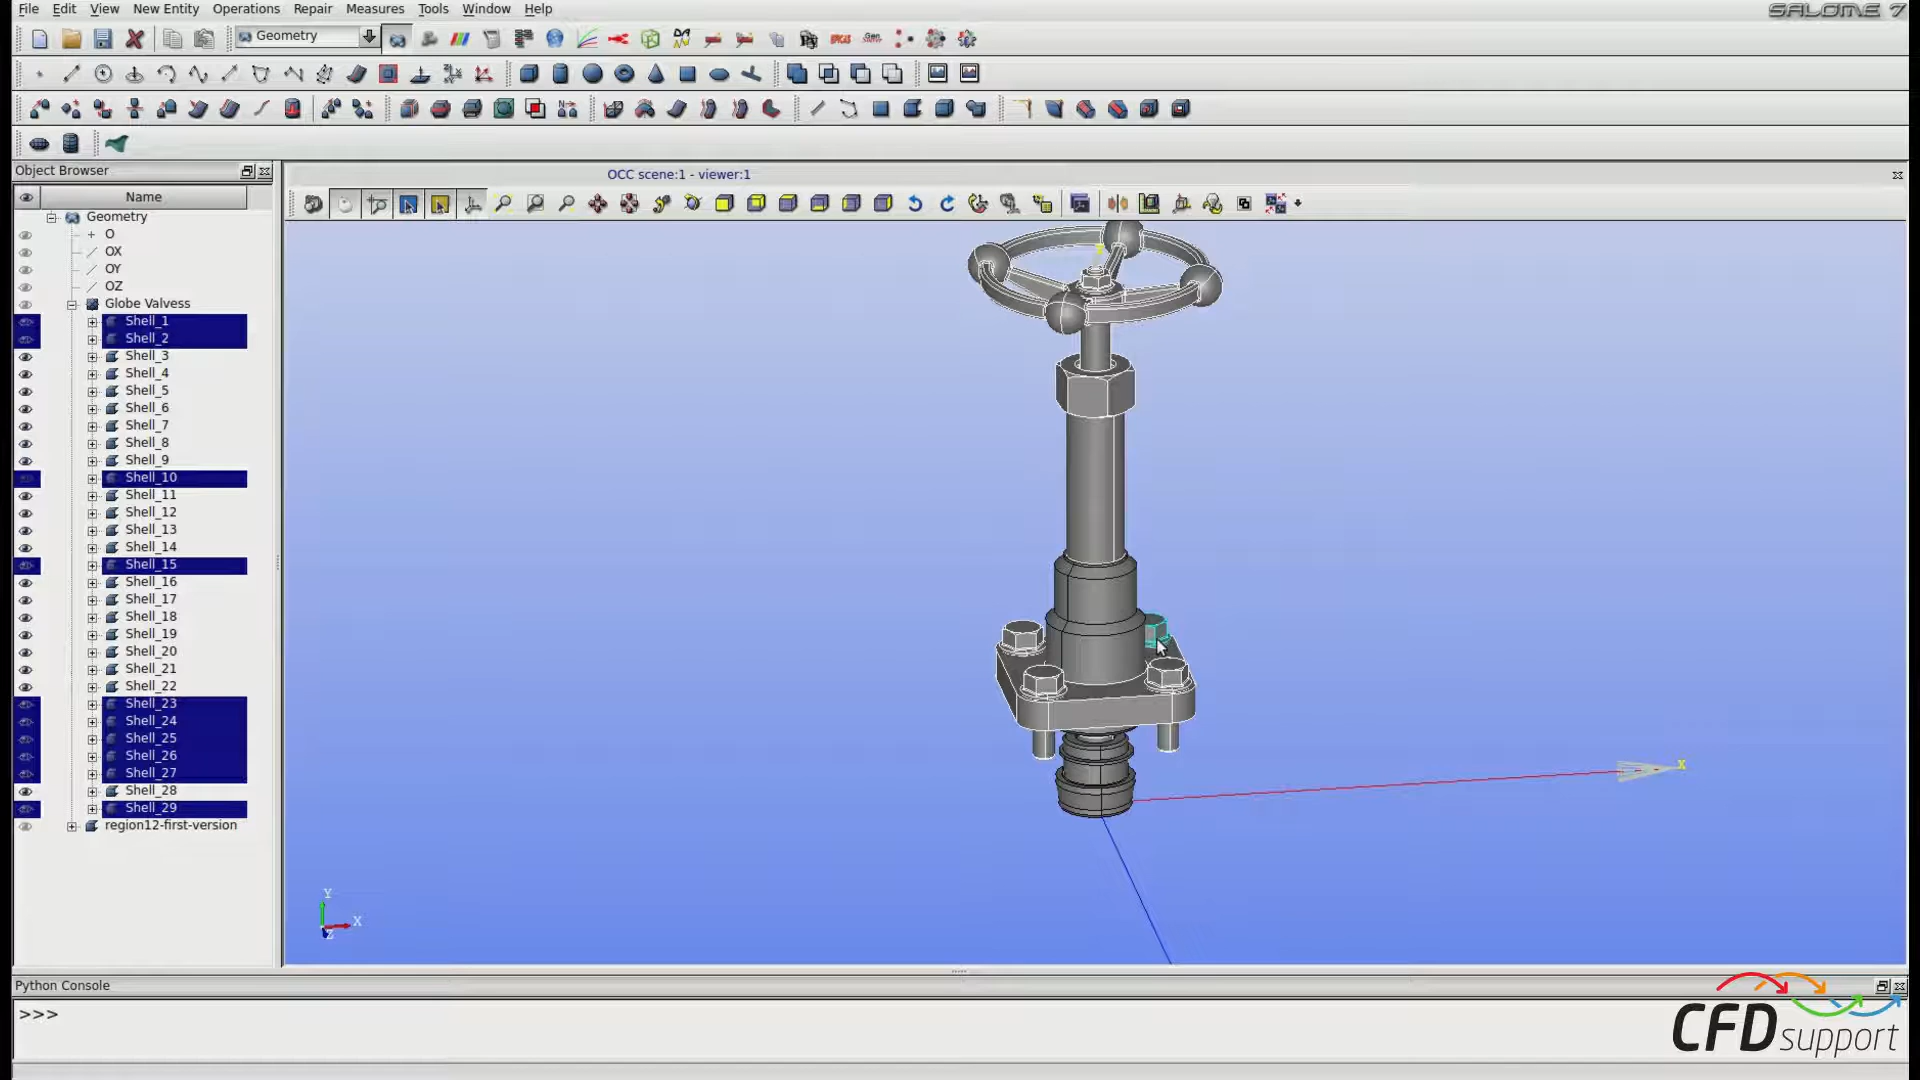 File Edit View New Entity Operations Repair Measures Tools Window Help
SALOME 7
Geometry
Object Browser
OCC scene:1 - viewer:1
Name
Geometry
O
OX
OY
OZ
Globe Valvess
Shell_1
Shell_2
Shell_3
Shell_4
Shell_5
Shell_6
Shell_7
Shell_8
Shell_9
Shell_10
Shell_11
Shell_12
Shell_13
Shell_14
Shell_15
Shell_16
Shell_17
Shell_18
Shell_19
Shell_20
Shell_21
Shell_22
Shell_23
Shell_24
Shell_25
Shell_26
Shell_27
Shell_28
Shell_29
region12-first-version
Y
X
Y
X
Z
Python Console
>>>
CFD support